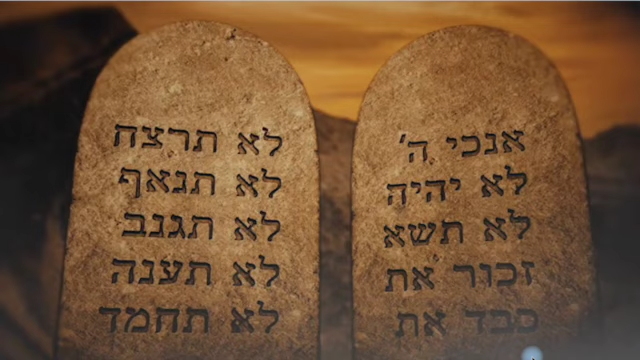 אנכי ה׳
לא יהיה
לא תשא
זכור את
כבד את
לא תרצח
לא תנאף
לא תגנב
לא תענה
לא תחמד